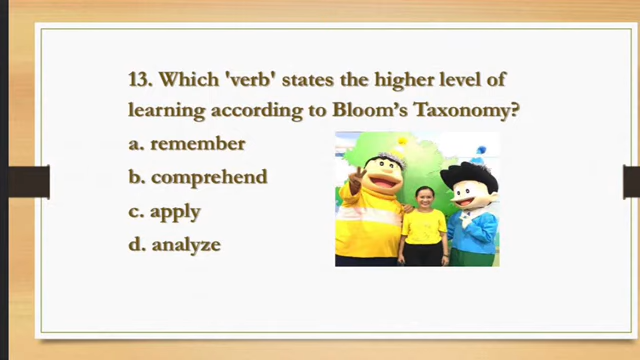 13. Which 'verb' states the higher level of
learning according to Bloom’s Taxonomy?
a. remember
b. comprehend
c. apply
d. analyze